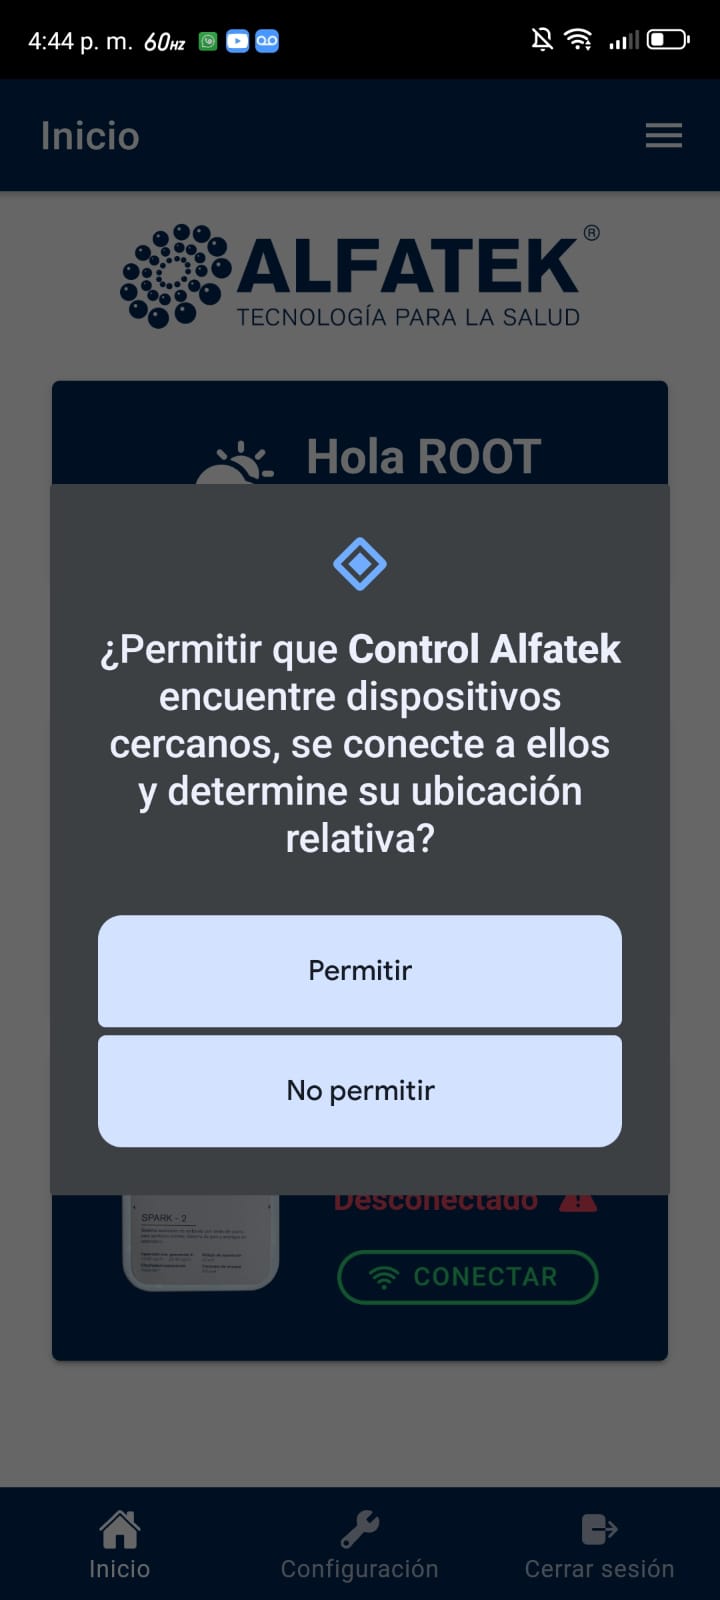 4:44 p. m. 60HZ
Inicio
ALFATEK®
TECNOLOGÍA PARA LA SALUD
Hola ROOT
¿Permitir que Control Alfatek
encuentre dispositivos
cercanos, se conecte a ellos
y determine su ubicación
relativa?
Permitir
No permitir
Desconectado
SPARK - 2
CONECTAR
Inicio
Configuración
Cerrar sesión